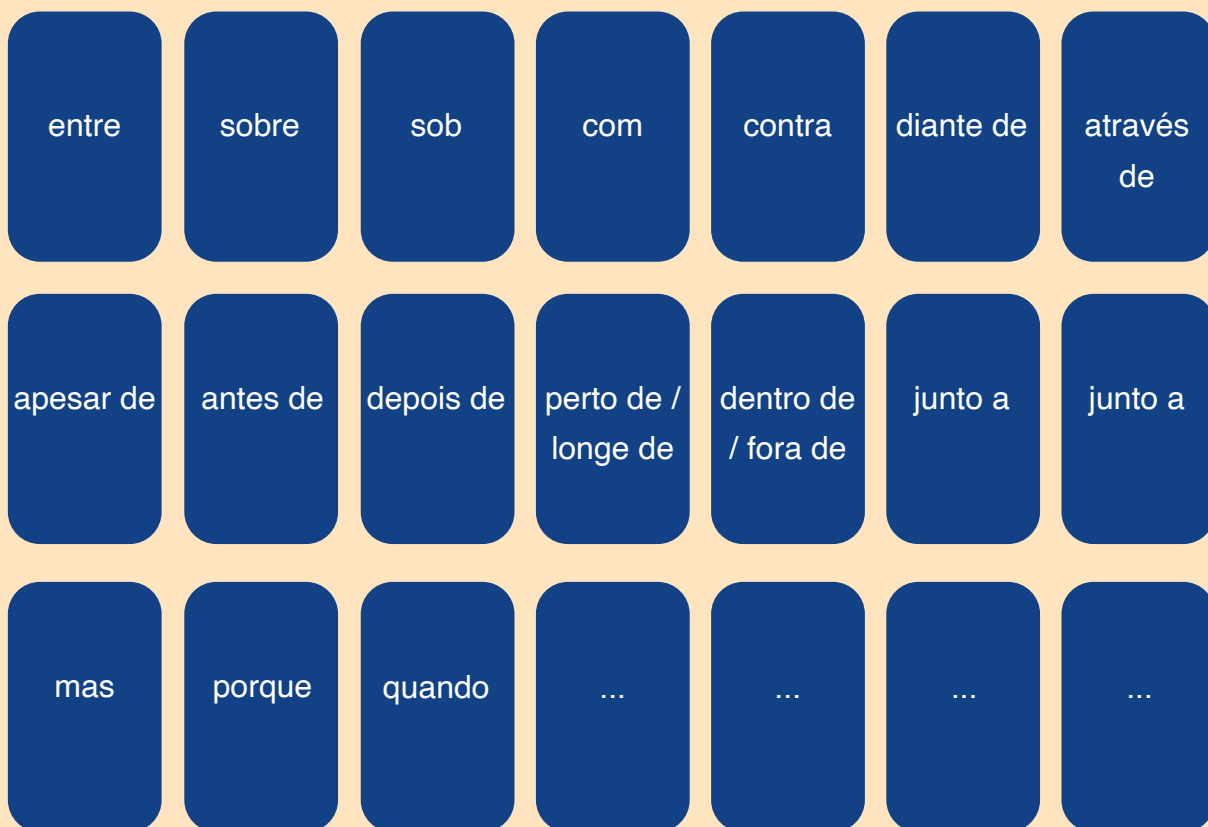 entre
sobre
sob
com
contra
diante de
através
de
apesar de
antes de
depois de
perto de /
longe de
dentro de
/ fora de
junto a
junto a
mas
porque
quando
...
...
...
...